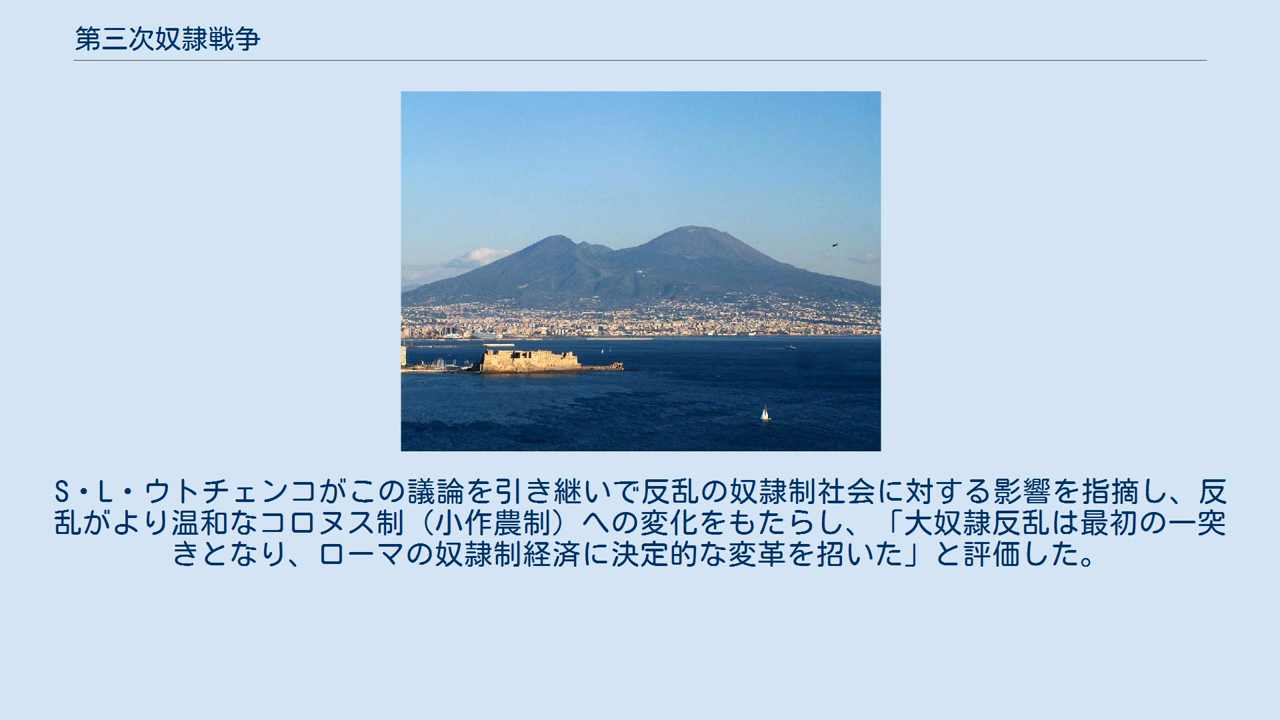 第三次奴隷戦争
S・L・ウトチェンコがこの議論を引き継いで反乱の奴隷制社会に対する影響を指摘し、反
乱がより温和なコロヌス制（小作農制）への変化をもたらし、「大奴隷反乱は最初の一突
きとなり、ローマの奴隷制経済に決定的な変革を招いた」と評価した。